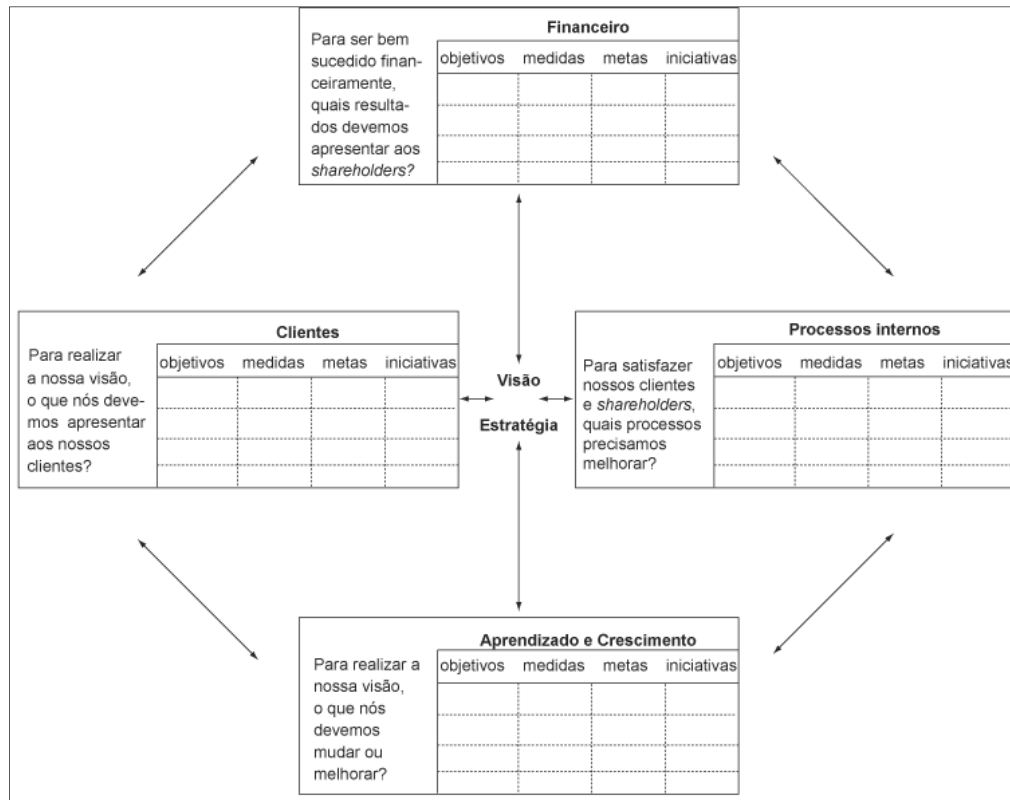 Financeiro
Para ser bem
sucedido finan-
ceiramente,
quais resulta-
dos devemos
apresentar aos
shareholders?
objetivos medidas metas iniciativas
Clientes
Para realizar
a nossa visão,
o que nós deve-
mos apresentar
aos nossos
clientes?
objetivos medidas metas iniciativas
Visão
Estratégia
Processos internos
Para satisfazer
nossos clientes
e shareholders,
quais processos
precisamos
melhorar?
objetivos medidas metas iniciativas
Aprendizado e Crescimento
Para realizar a
nossa visão,
o que nós
devemos
mudar ou
melhorar?
objetivos medidas metas iniciativas